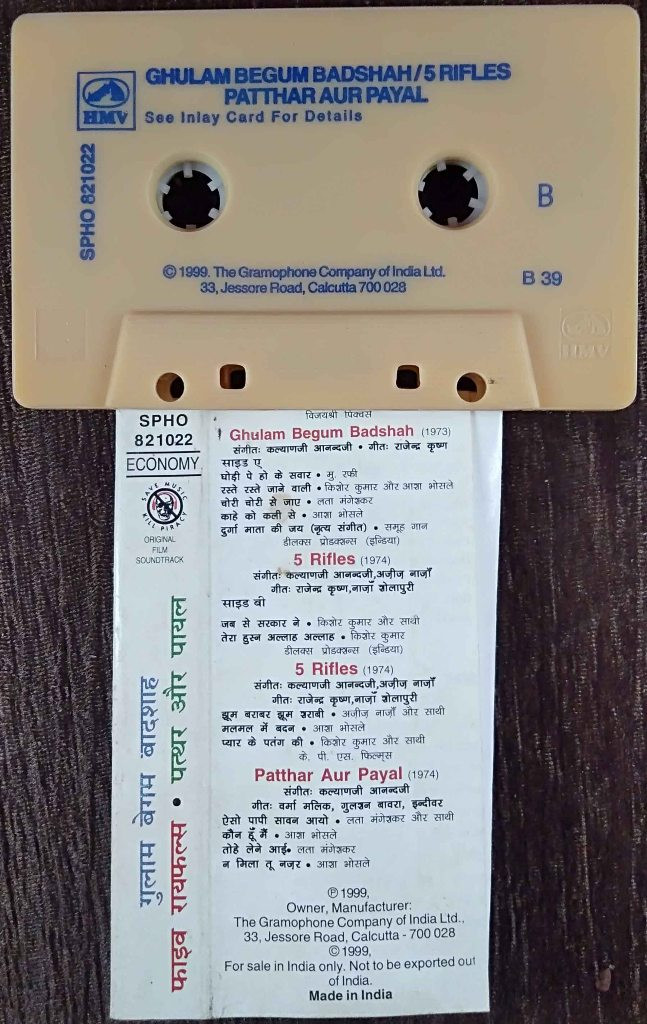 GHULAM BEGUM BADSHAH/5 RIFLES
PATTHAR AUR PAYAL
HMV
See Inlay Card For Details
SPHO 821022
B
© 1999. The Gramophone Company of India Ltd.
33, Jessore Road, Calcutta 700 028
B 39
HMV
SPHO
821022
ECONOMY
SAVE MUSIC
KILL PIRACY
ORIGINAL
FILM
SOUNDTRACK
गुलाम बेगम बादशाह
फाइव रायफल्स • पत्थर और पायल
विजयश्री पिक्चर्स
Ghulam Begum Badshah (1973)
संगीतः कल्याणजी आनन्दजी • गीतः राजेन्द्र कृष्ण
साइड ए
घोड़ी पे हो के सवार • मु. रफी
रस्ते रस्ते जाने वाली • किशोर कुमार और आशा भोसले
चोरी चोरी से जाए • लता मंगेशकर
काहे को कली से • आशा भोसले
दुर्गा माता की जय (नृत्य संगीत) • समूह गान
डीलक्स प्रोडक्शन्स (इन्डिया)
5 Rifles (1974)
संगीतः कल्याणजी आनन्दजी,अज़ीज़ नाज़ाँ
गीतः राजेन्द्र कृष्ण,नाज़ाँ शोलापुरी
साइड बी
जब से सरकार ने • किशोर कुमार और साथी
तेरा हुस्न अल्लाह अल्लाह • किशोर कुमार
डीलक्स प्रोडक्शन्स (इन्डिया)
5 Rifles (1974)
संगीतः कल्याणजी आनन्दजी,अज़ीज़ नाज़ाँ
गीतः राजेन्द्र कृष्ण,नाज़ाँ शोलापुरी
झूम बराबर झूम शराबी • अज़ीज़ नाज़ाँ और साथी
मलमल में बदन • आशा भोसले
प्यार के पतंग की • किशोर कुमार और साथी
के. पी. एस. फिल्मस्
Patthar Aur Payal (1974)
संगीतः कल्याणजी आनन्दजी
गीतः वर्मा मलिक, गुलशन बावरा, इन्दीवर
ऐसो पापी सावन आयो • लता मंगेशकर और साथी
कौन हूँ मैं • आशा भोसले
तोहे लेने आई• लता मंगेशकर
न मिला तू नज़र • आशा भोसले
℗ 1999,
Owner, Manufacturer:
The Gramophone Company of India Ltd.,
33, Jessore Road, Calcutta - 700 028
© 1999,
For sale in India only. Not to be exported out
of India.
Made in India